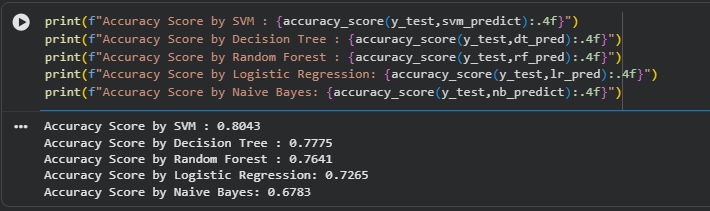 print(f"Accuracy Score by SVM : {accuracy_score(y_test,svm_predict):.4f}")
print(f"Accuracy Score by Decision Tree : {accuracy_score(y_test,dt_pred):.4f}")
print(f"Accuracy Score by Random Forest : {accuracy_score(y_test,rf_pred):.4f}")
print(f"Accuracy Score by Logistic Regression: {accuracy_score(y_test,lr_pred):.4f}")
print(f"Accuracy Score by Naive Bayes: {accuracy_score(y_test,nb_predict):.4f}")
Accuracy Score by SVM : 0.8043
Accuracy Score by Decision Tree : 0.7775
Accuracy Score by Random Forest : 0.7641
Accuracy Score by Logistic Regression: 0.7265
Accuracy Score by Naive Bayes: 0.6783